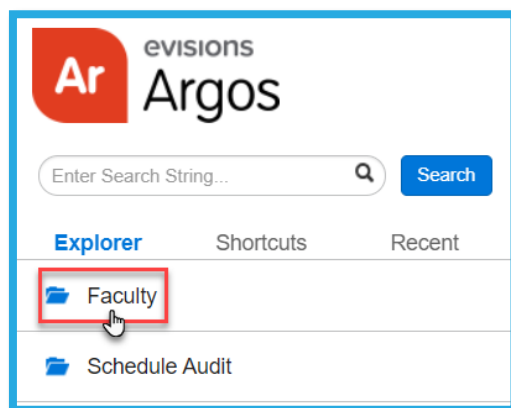 Ar
evisions
Argos
Enter Search String...
Search
Explorer Shortcuts Recent
Faculty
Schedule Audit